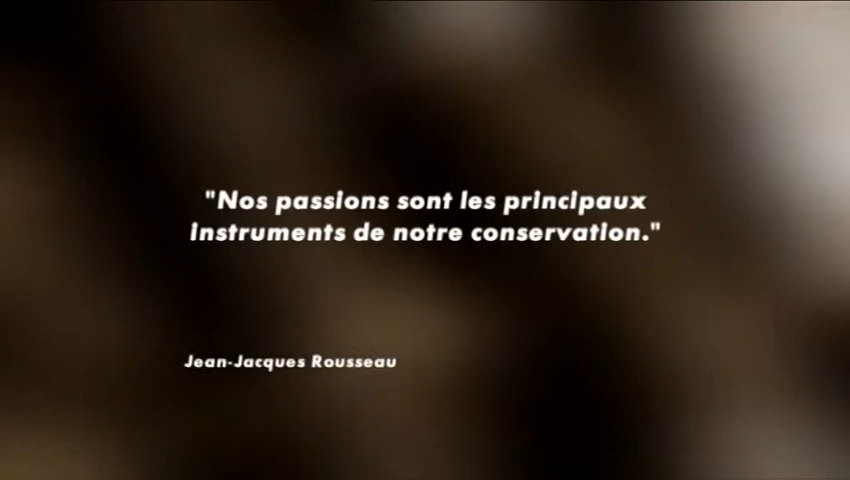 "Nos passions sont les principaux
instruments de notre conservation."
Jean-Jacques Rousseau